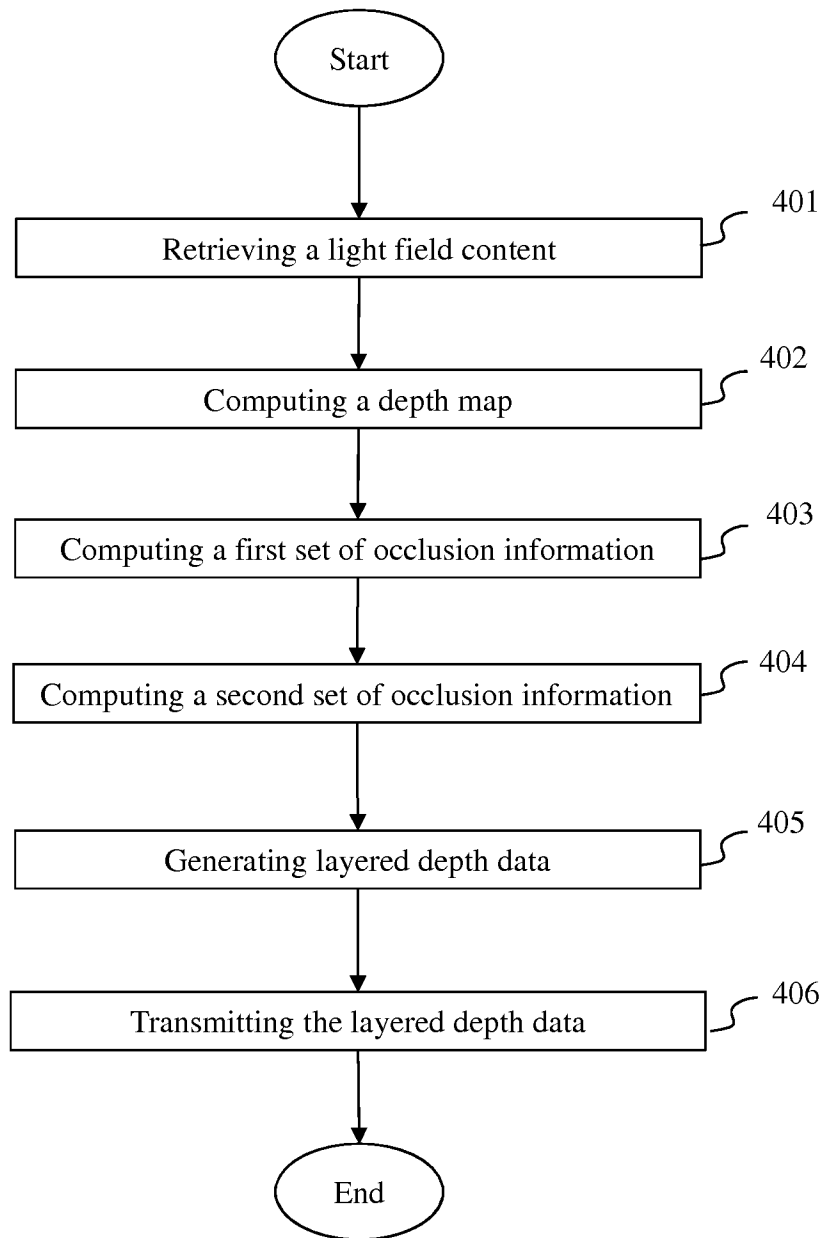 Start
401
Retrieving a light field content
402
Computing a depth map
403
Computing a first set of occlusion information
404
Computing a second set of occlusion information
405
Generating layered depth data
406
Transmitting the layered depth data
End